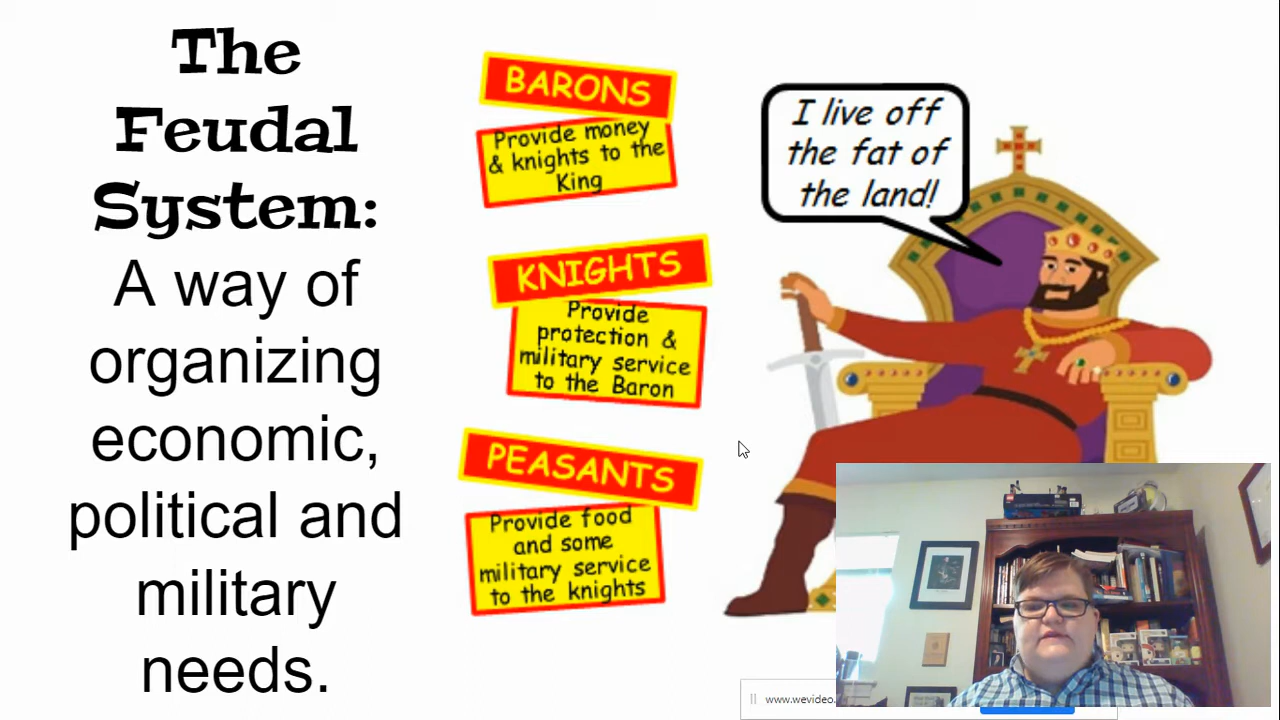 The
Feudal
System:
A way of
organizing
economic,
political and
military
needs.
BARONS
Provide money
& knights to the
King
KNIGHTS
Provide
protection &
military service
to the Baron
PEASANTS
Provide food
and some
military service
to the knights
I live off
the fat of
the land!
www.wevideo.